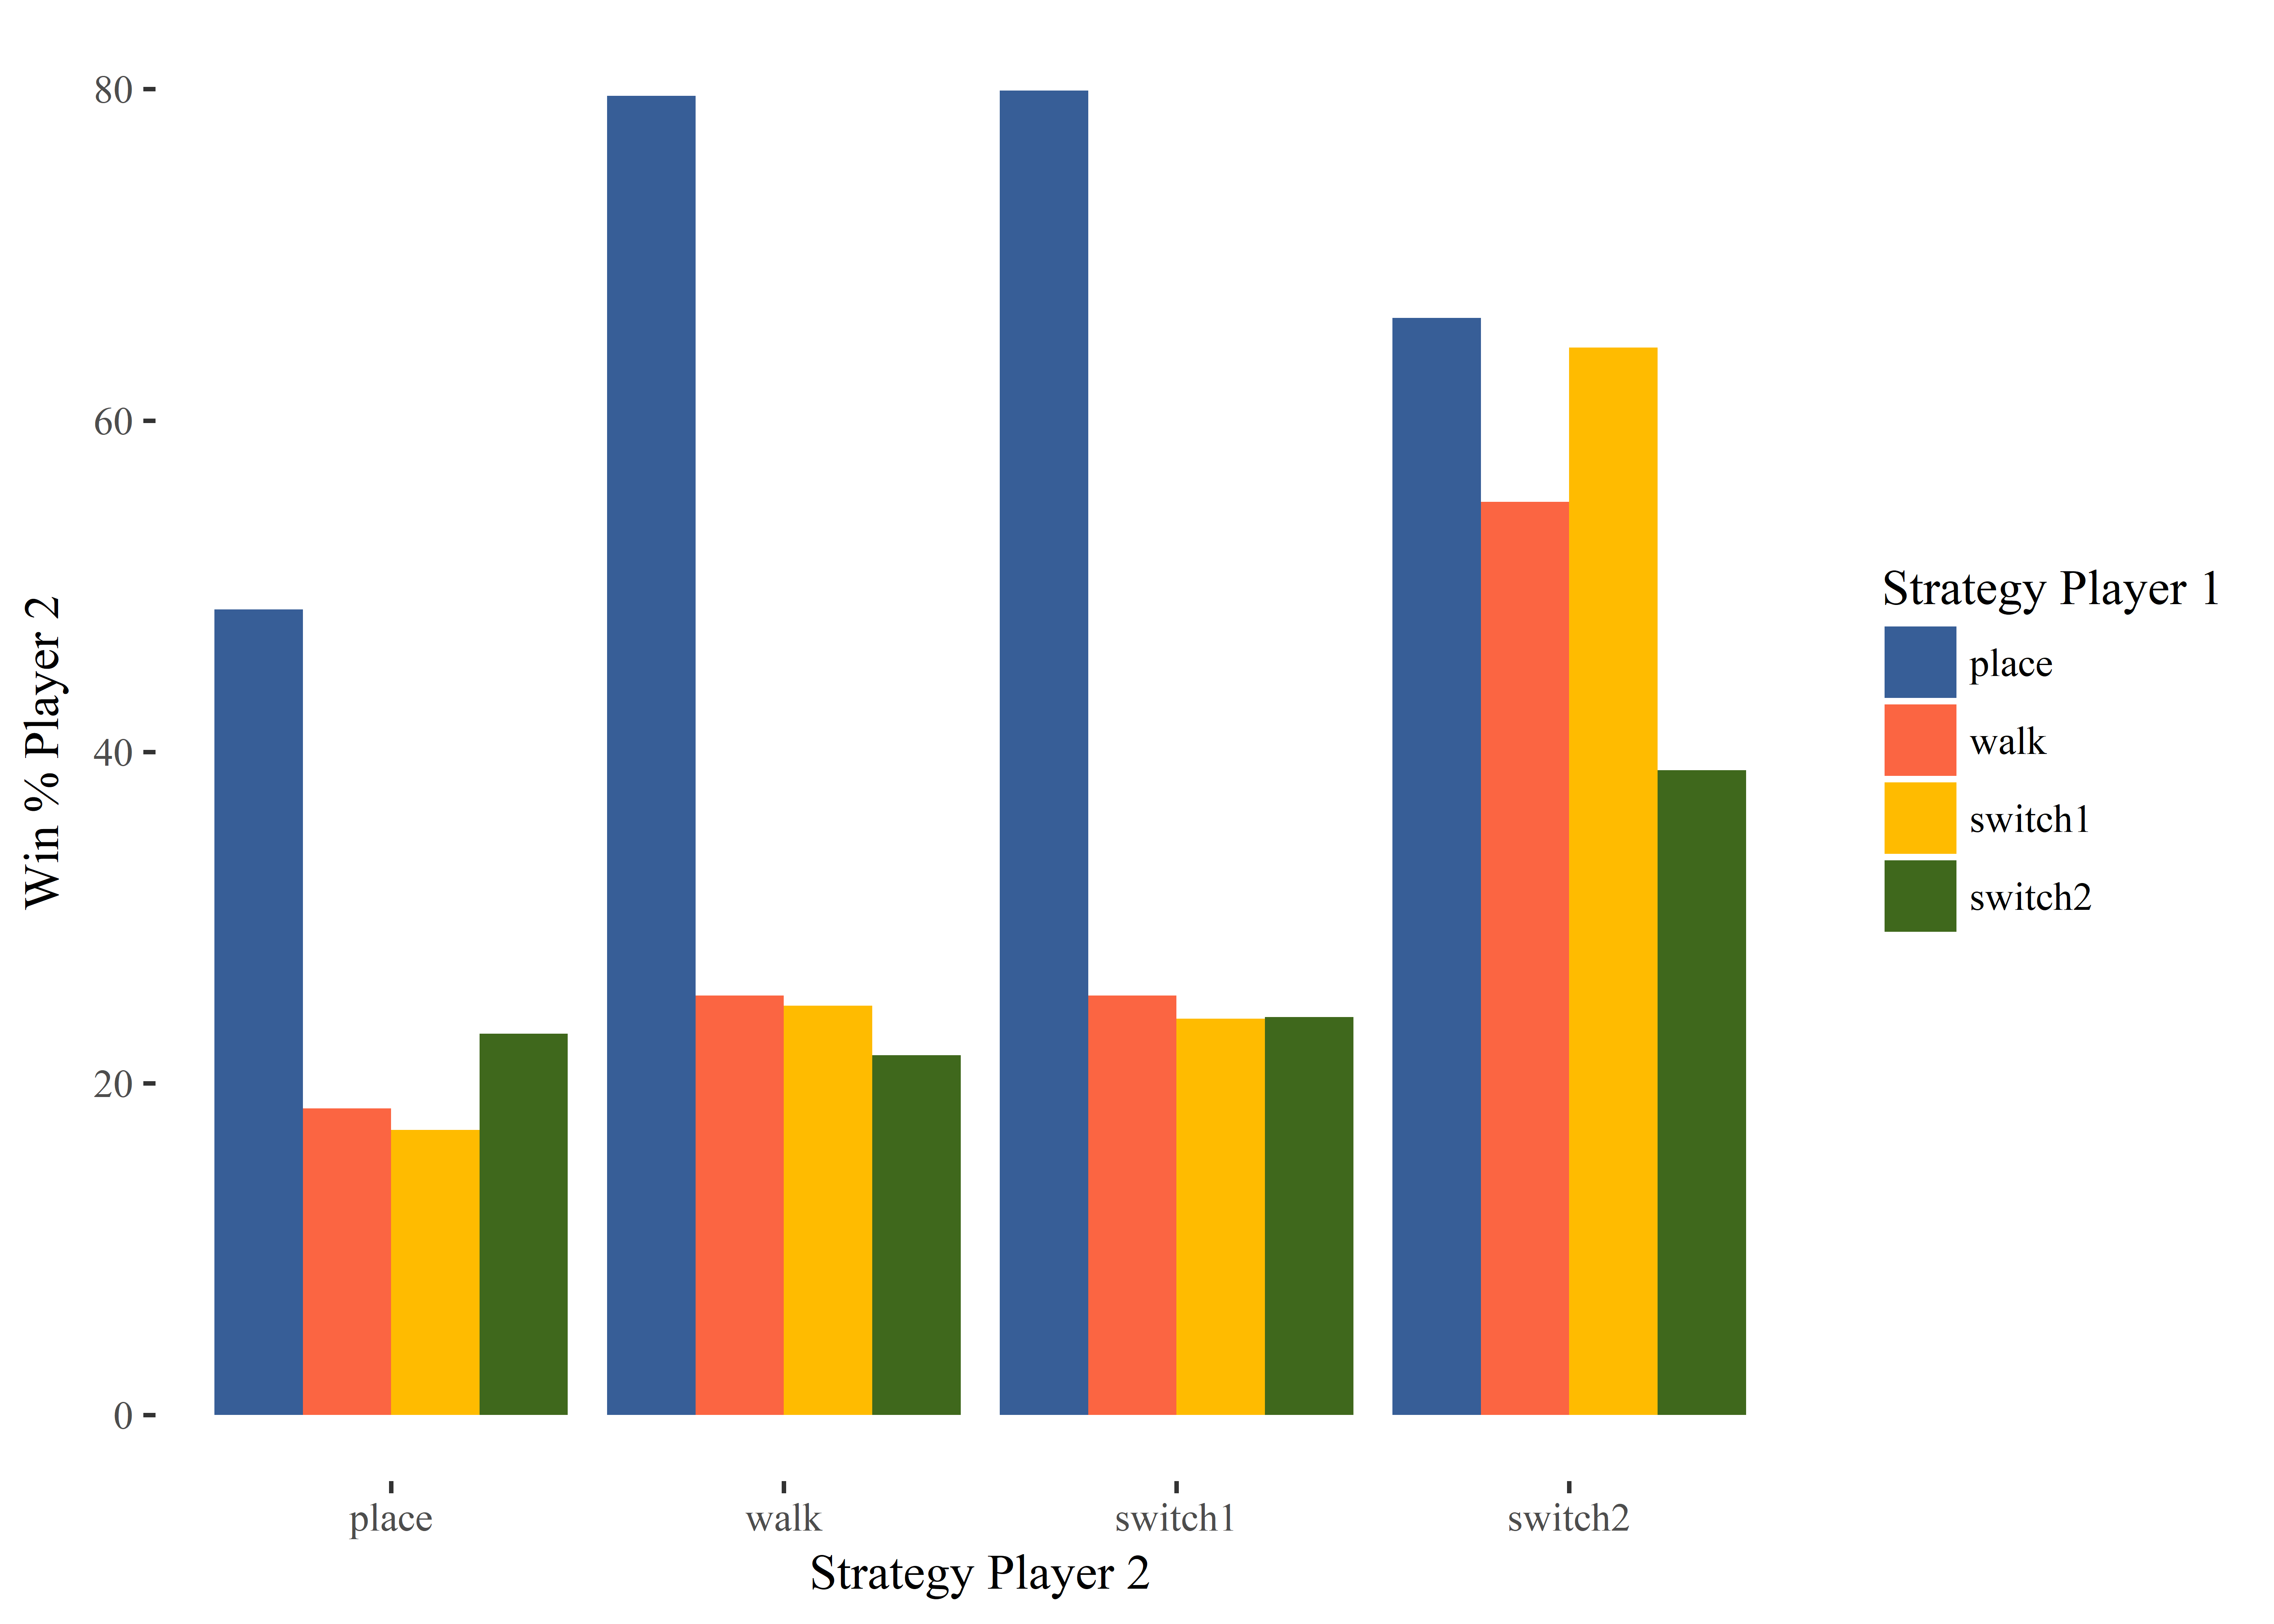 80
60
40
20
0
Win % Player 2
place
walk
switch1
switch2
Strategy Player 2
Strategy Player 1
place
walk
switch1
switch2